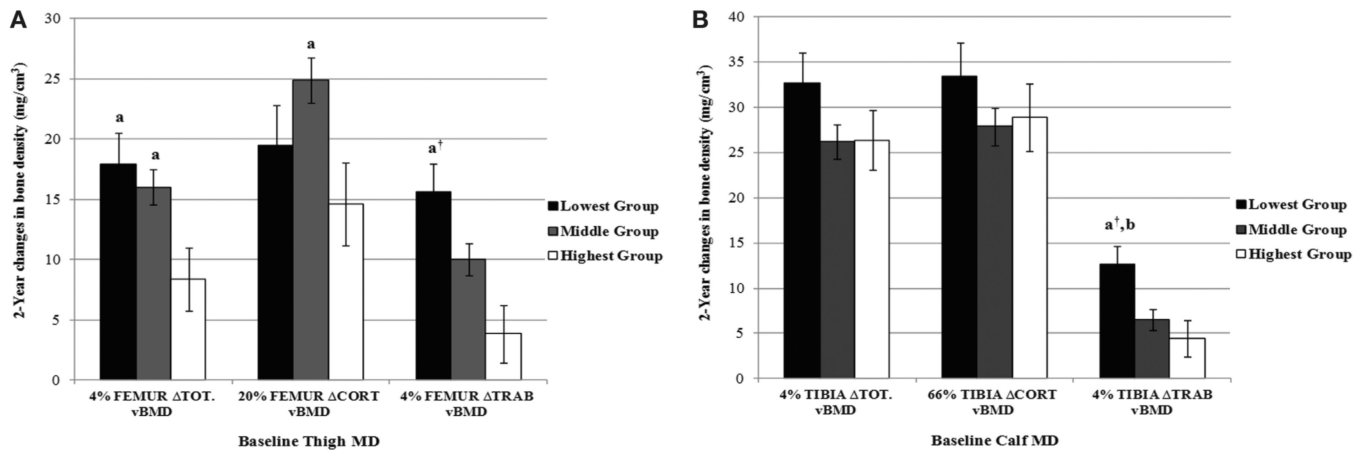 A
2-Year changes in bone density (mg/cm³)
30
25
20
15
10
5
0
a
a
a
a†
Lowest Group
Middle Group
Highest Group
4% FEMUR ΔTOT.
vBMD
20% FEMUR ΔCORT
vBMD
4% FEMUR ΔTRAB
vBMD
Baseline Thigh MD
B
2-Year changes in bone density (mg/cm³)
40
35
30
25
20
15
10
5
0
a†,b
Lowest Group
Middle Group
Highest Group
4% TIBIA ΔTOT.
vBMD
66% TIBIA ΔCORT
vBMD
4% TIBIA ΔTRAB
vBMD
Baseline Calf MD